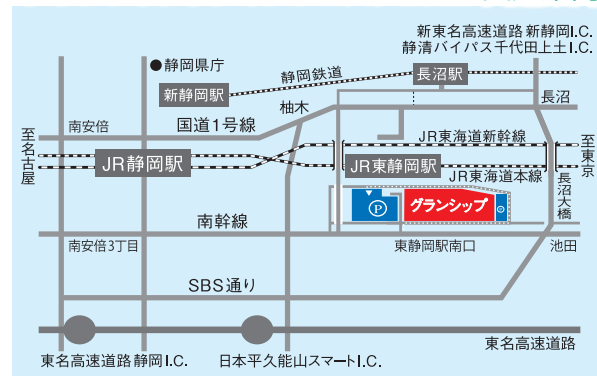 新東名高速道路 新静岡I.C.
静清バイパス千代田上土I.C.
●静岡県庁
静岡鉄道
長沼駅
新静岡駅
柚木
長沼
南安倍
国道1号線
JR東海道新幹線
至名古屋
JR静岡駅
JR東静岡駅
至東京
JR東海道本線
長沼大橋
P
グランシップ
南幹線
南安倍3丁目
東静岡駅南口
池田
SBS通り
東名高速道路
東名高速道路 静岡I.C.
日本平久能山スマートI.C.